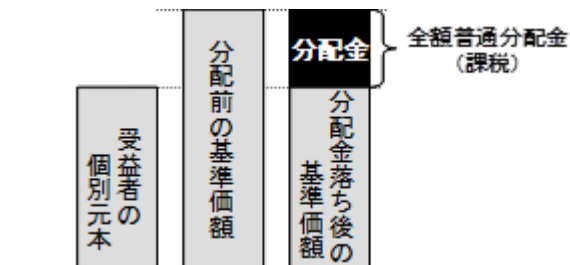 受益者の
個別元本
分配前の基準価額
分配金
分配金落ち後の
基準価額
全額普通分配金
（課税）